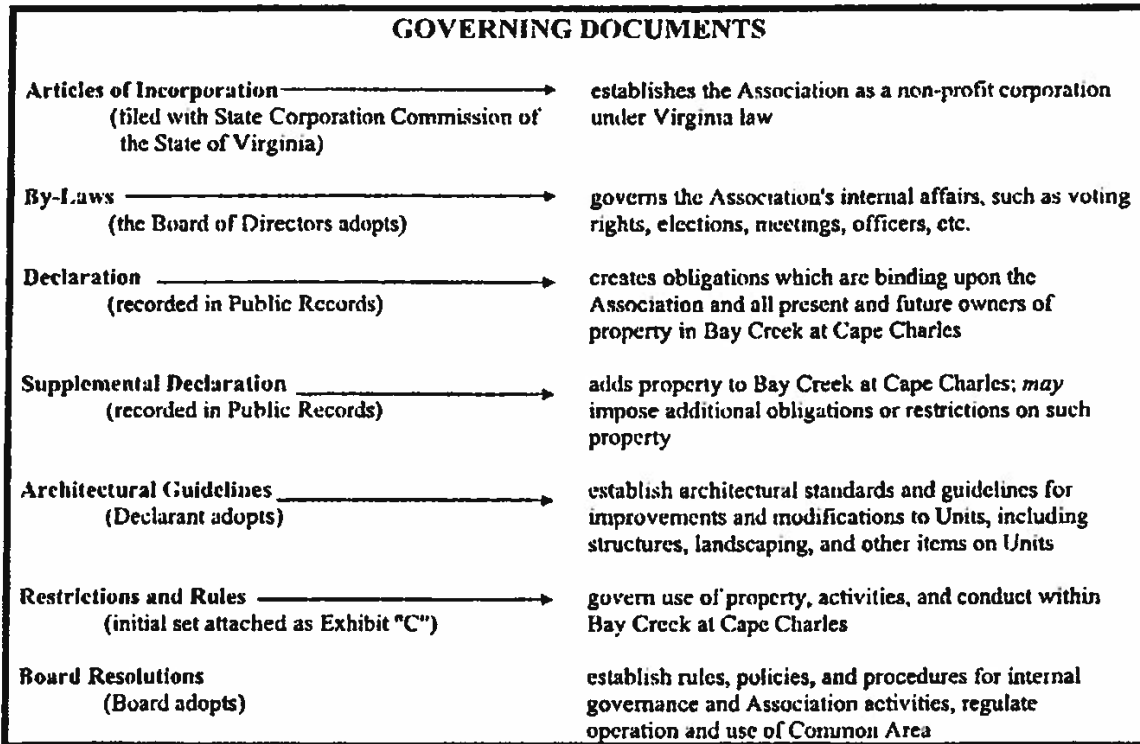 GOVERNING DOCUMENTS
Articles of Incorporation establishes the Association as a non-profit corporation
(filed with State Corporation Commission of under Virginia law
the State of Virginia)
By-Laws governs the Association's internal affairs, such as voting
(the Board of Directors adopts) rights, elections, meetings, officers, etc.
Declaration creates obligations which are binding upon the
(recorded in Public Records) Association and all present and future owners of
property in Bay Creek at Cape Charles
Supplemental Declaration adds property to Bay Creek at Cape Charles; may
(recorded in Public Records) impose additional obligations or restrictions on such
property
Architectural Guidelines establish architectural standards and guidelines for
(Declarant adopts) improvements and modifications to Units, including
structures, landscaping, and other items on Units
Restrictions and Rules govern use of property, activities, and conduct within
(initial set attached as Exhibit "C") Bay Creek at Cape Charles
Board Resolutions establish rules, policies, and procedures for internal
(Board adopts) governance and Association activities, regulate
operation and use of Common Area